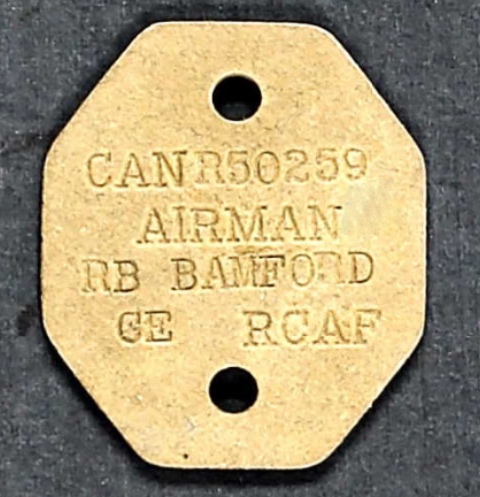 CAN R50259
AIRMAN
RB BAMFORD
CE RCAF